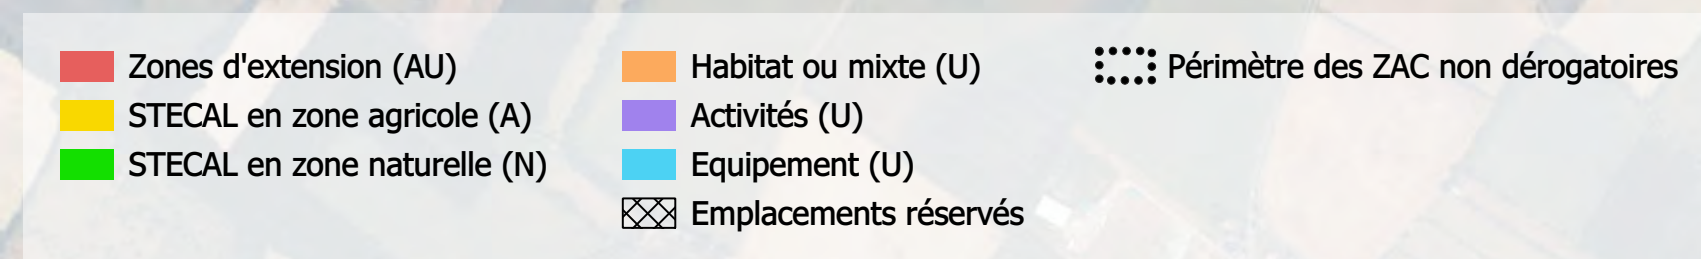 Zones d'extension (AU)
STECAL en zone agricole (A)
STECAL en zone naturelle (N)
Habitat ou mixte (U)
Activités (U)
Equipement (U)
Emplacements réservés
Périmètre des ZAC non dérogatoires